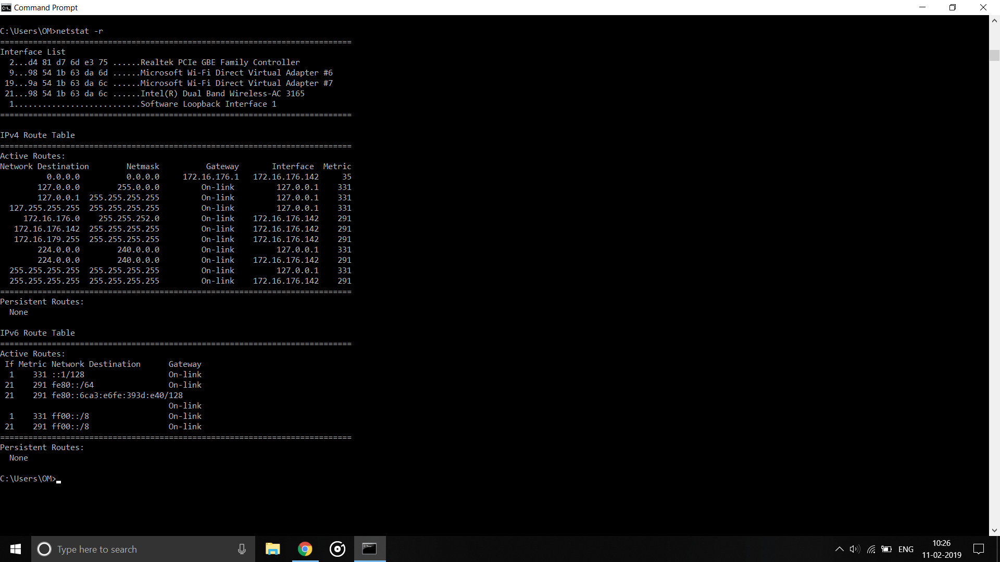 Command Prompt
C:\Users\OM>netstat -r
===========================================================================
Interface List
  2...d4 81 d7 6d e3 75 ......Realtek PCIe GBE Family Controller
  9...98 54 1b 63 da 6d ......Microsoft Wi-Fi Direct Virtual Adapter #6
 19...9a 54 1b 63 da 6c ......Microsoft Wi-Fi Direct Virtual Adapter #7
 21...98 54 1b 63 da 6c ......Intel(R) Dual Band Wireless-AC 3165
  1...........................Software Loopback Interface 1
===========================================================================
IPv4 Route Table
===========================================================================
Active Routes:
Network Destination        Netmask          Gateway       Interface  Metric
          0.0.0.0          0.0.0.0     172.16.176.1   172.16.176.142     35
        127.0.0.0        255.0.0.0         On-link         127.0.0.1    331
        127.0.0.1  255.255.255.255         On-link         127.0.0.1    331
  127.255.255.255  255.255.255.255         On-link         127.0.0.1    331
     172.16.176.0    255.255.252.0         On-link    172.16.176.142    291
   172.16.176.142  255.255.255.255         On-link    172.16.176.142    291
   172.16.179.255  255.255.255.255         On-link    172.16.176.142    291
        224.0.0.0        240.0.0.0         On-link         127.0.0.1    331
        224.0.0.0        240.0.0.0         On-link    172.16.176.142    291
  255.255.255.255  255.255.255.255         On-link         127.0.0.1    331
  255.255.255.255  255.255.255.255         On-link    172.16.176.142    291
===========================================================================
Persistent Routes:
  None
IPv6 Route Table
===========================================================================
Active Routes:
 If Metric Network Destination      Gateway
  1    331 ::1/128                  On-link
 21    291 fe80::/64                On-link
 21    291 fe80::6ca3:e6fe:393d:e40/128
                                    On-link
  1    331 ff00::/8                 On-link
 21    291 ff00::/8                 On-link
===========================================================================
Persistent Routes:
  None
C:\Users\OM>
Type here to search
ENG
10:26
11-02-2019